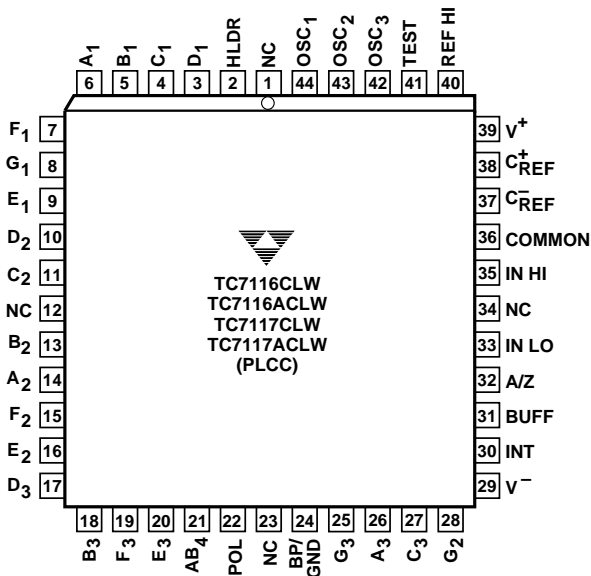 A1 B1 C1 D1 HLDR NC OSC1 OSC2 OSC3 TEST REF HI
6 5 4 3 2 1 44 43 42 41 40
F1 7
G1 8
E1 9
D2 10
C2 11
NC 12
B2 13
A2 14
F2 15
E2 16
D3 17
TC7116CLW
TC7116ACLW
TC7117CLW
TC7117ACLW
(PLCC)
39 V+
38 C+REF
37 C–REF
36 COMMON
35 IN HI
34 NC
33 IN LO
32 A/Z
31 BUFF
30 INT
29 V–
18 19 20 21 22 23 24 25 26 27 28
B3 F3 E3 AB4 POL NC BP/GND G3 A3 C3 G2